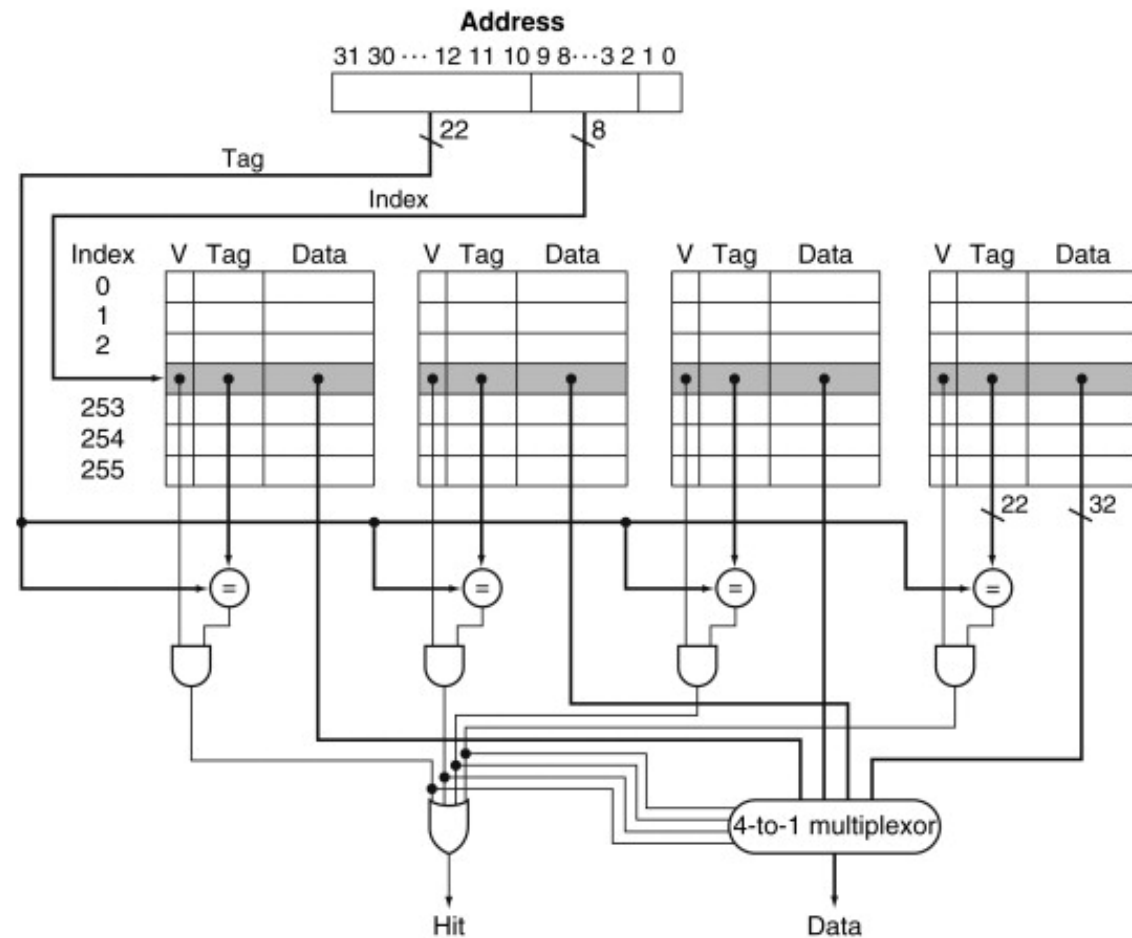 Address
31 30 ··· 12 11 10 9 8···3 2 1 0
22 8
Tag
Index
Index V Tag Data V Tag Data V Tag Data V Tag Data
0
1
2
253
254
255
22 32
= = = =
4-to-1 multiplexor
Hit Data